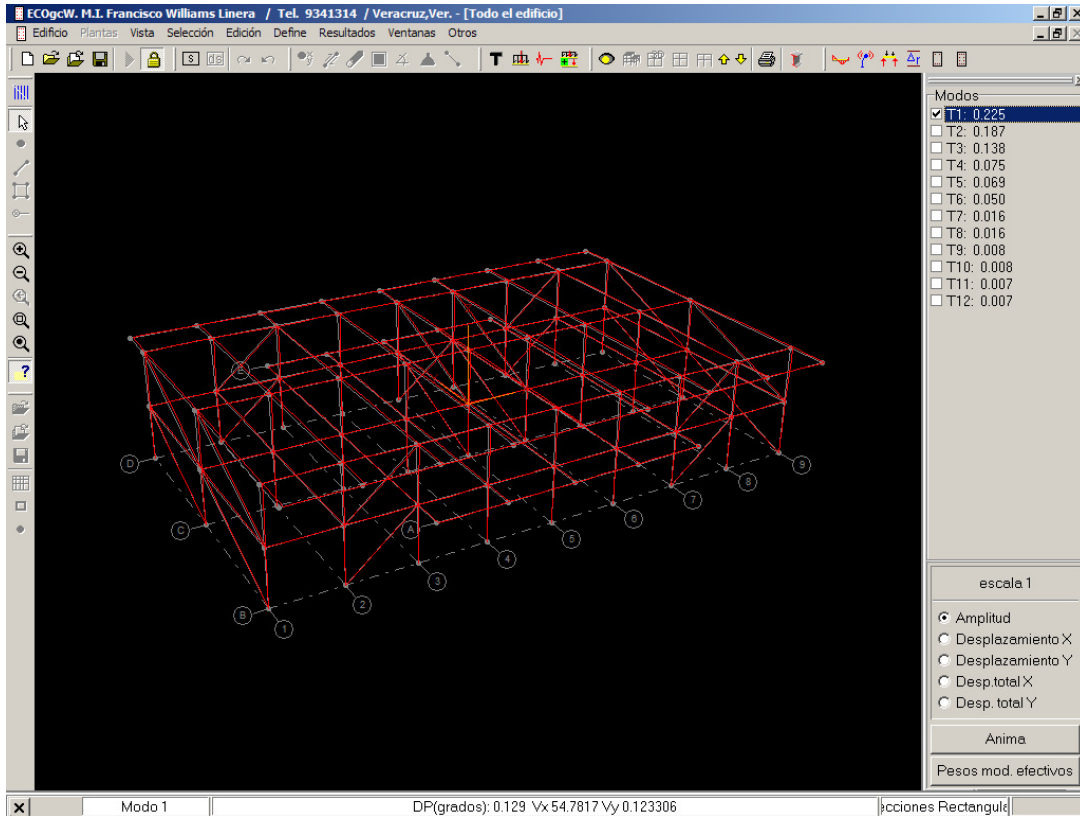 ECOgcW. M.I. Francisco Williams Linera / Tel. 9341314 / Veracruz,Ver. - [Todo el edificio]
Edificio Plantas Vista Selección Edición Define Resultados Ventanas Otros
S ds T
?
E
D
C
B
A
1
2
3
4
5
6
7
8
9
Modos
T1: 0.225
T2: 0.187
T3: 0.138
T4: 0.075
T5: 0.069
T6: 0.050
T7: 0.016
T8: 0.016
T9: 0.008
T10: 0.008
T11: 0.007
T12: 0.007
escala 1
Amplitud
Desplazamiento X
Desplazamiento Y
Desp.total X
Desp. total Y
Anima
Pesos mod. efectivos
Modo 1 DP(grados): 0.129 Vx 54.7817 Vy 0.123306 ecciones Rectangula